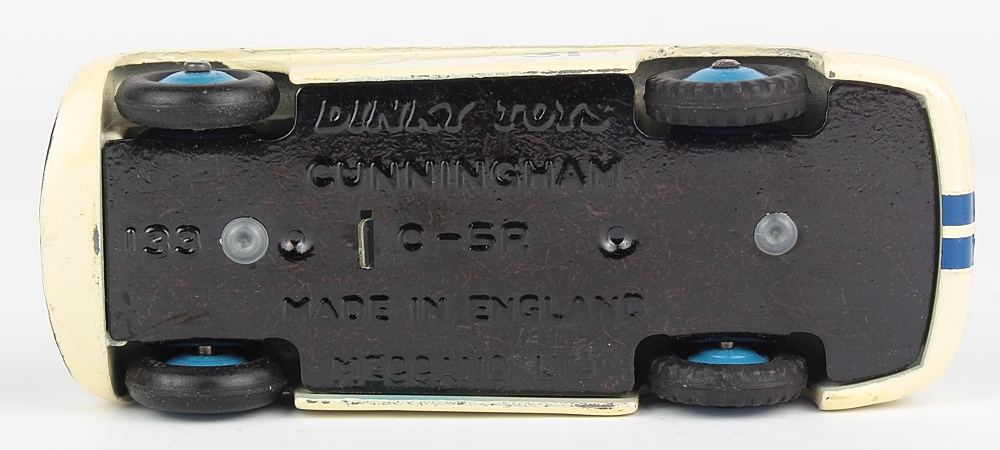 DINKY TOYS
CUNNINGHAM
133 C-5R
MADE IN ENGLAND
MECCANO LTD